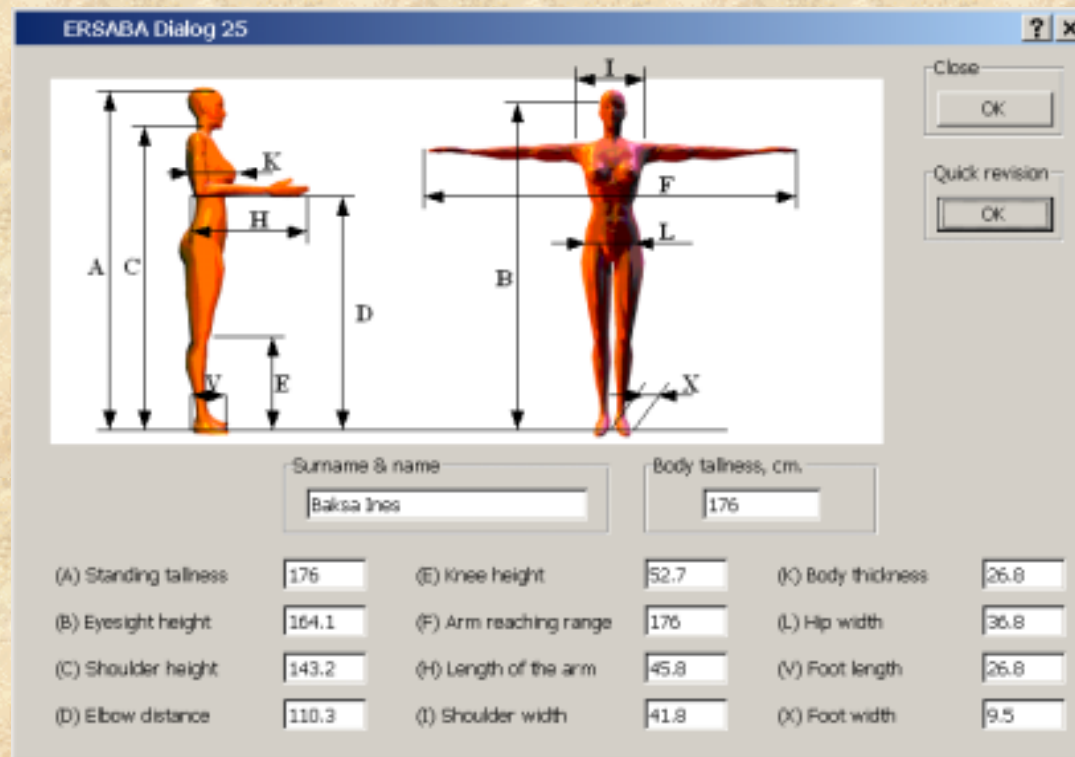 ERSABA Dialog 25
Close
OK
Quick revision
OK
I
K
F
H
L
A
C
B
D
V
E
X
Surname & name
Baksa Ines
Body tallness, cm.
176
(A) Standing tallness 176 (E) Knee height 52.7 (K) Body thickness 26.8
(B) Eyesight height 164.1 (F) Arm reaching range 176 (L) Hip width 36.8
(C) Shoulder height 143.2 (H) Length of the arm 45.8 (V) Foot length 26.8
(D) Elbow distance 110.3 (I) Shoulder width 41.8 (X) Foot width 9.5